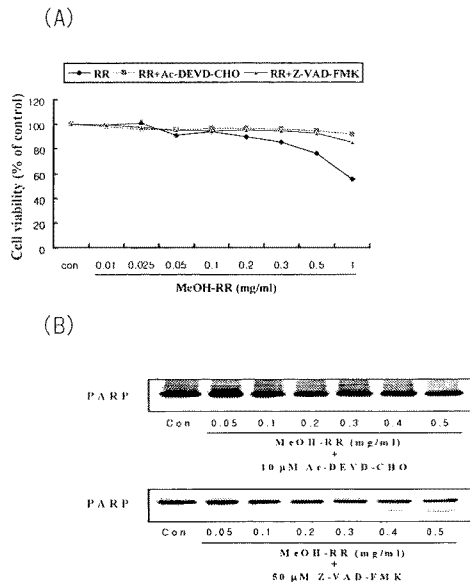 (A)
RR RR+Ac-DEVD-CHO RR+Z-VAD-FMK
Cell viability (% of control)
120
100
80
60
40
20
0
con 0.01 0.025 0.05 0.1 0.2 0.3 0.5 1
MeOH-RR (mg/ml)
(B)
PARP
Con 0.05 0.1 0.2 0.3 0.4 0.5
MeOH-RR (mg/ml)
+
10 μM Ac-DEVD-CHO
PARP
Con 0.05 0.1 0.2 0.3 0.4 0.5
MeOH-RR (mg/ml)
+
50 μM Z-VAD-FMK